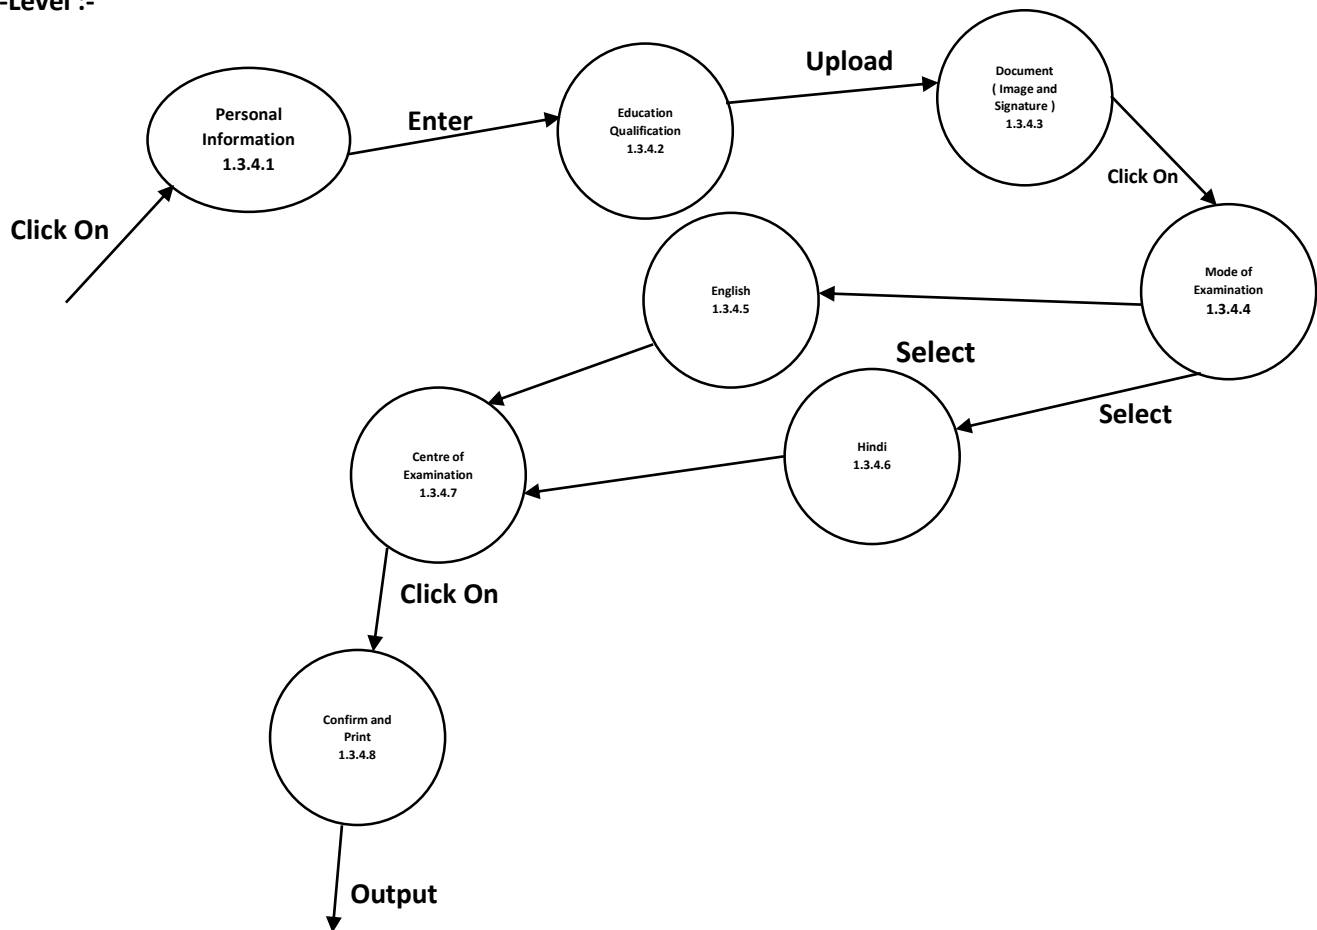 -Level :-
Personal
Information
1.3.4.1
Click On
Enter
Education
Qualification
1.3.4.2
Upload
Document
( Image and
Signature )
1.3.4.3
Click On
Mode of
Examination
1.3.4.4
English
1.3.4.5
Select
Select
Hindi
1.3.4.6
Centre of
Examination
1.3.4.7
Click On
Confirm and
Print
1.3.4.8
Output